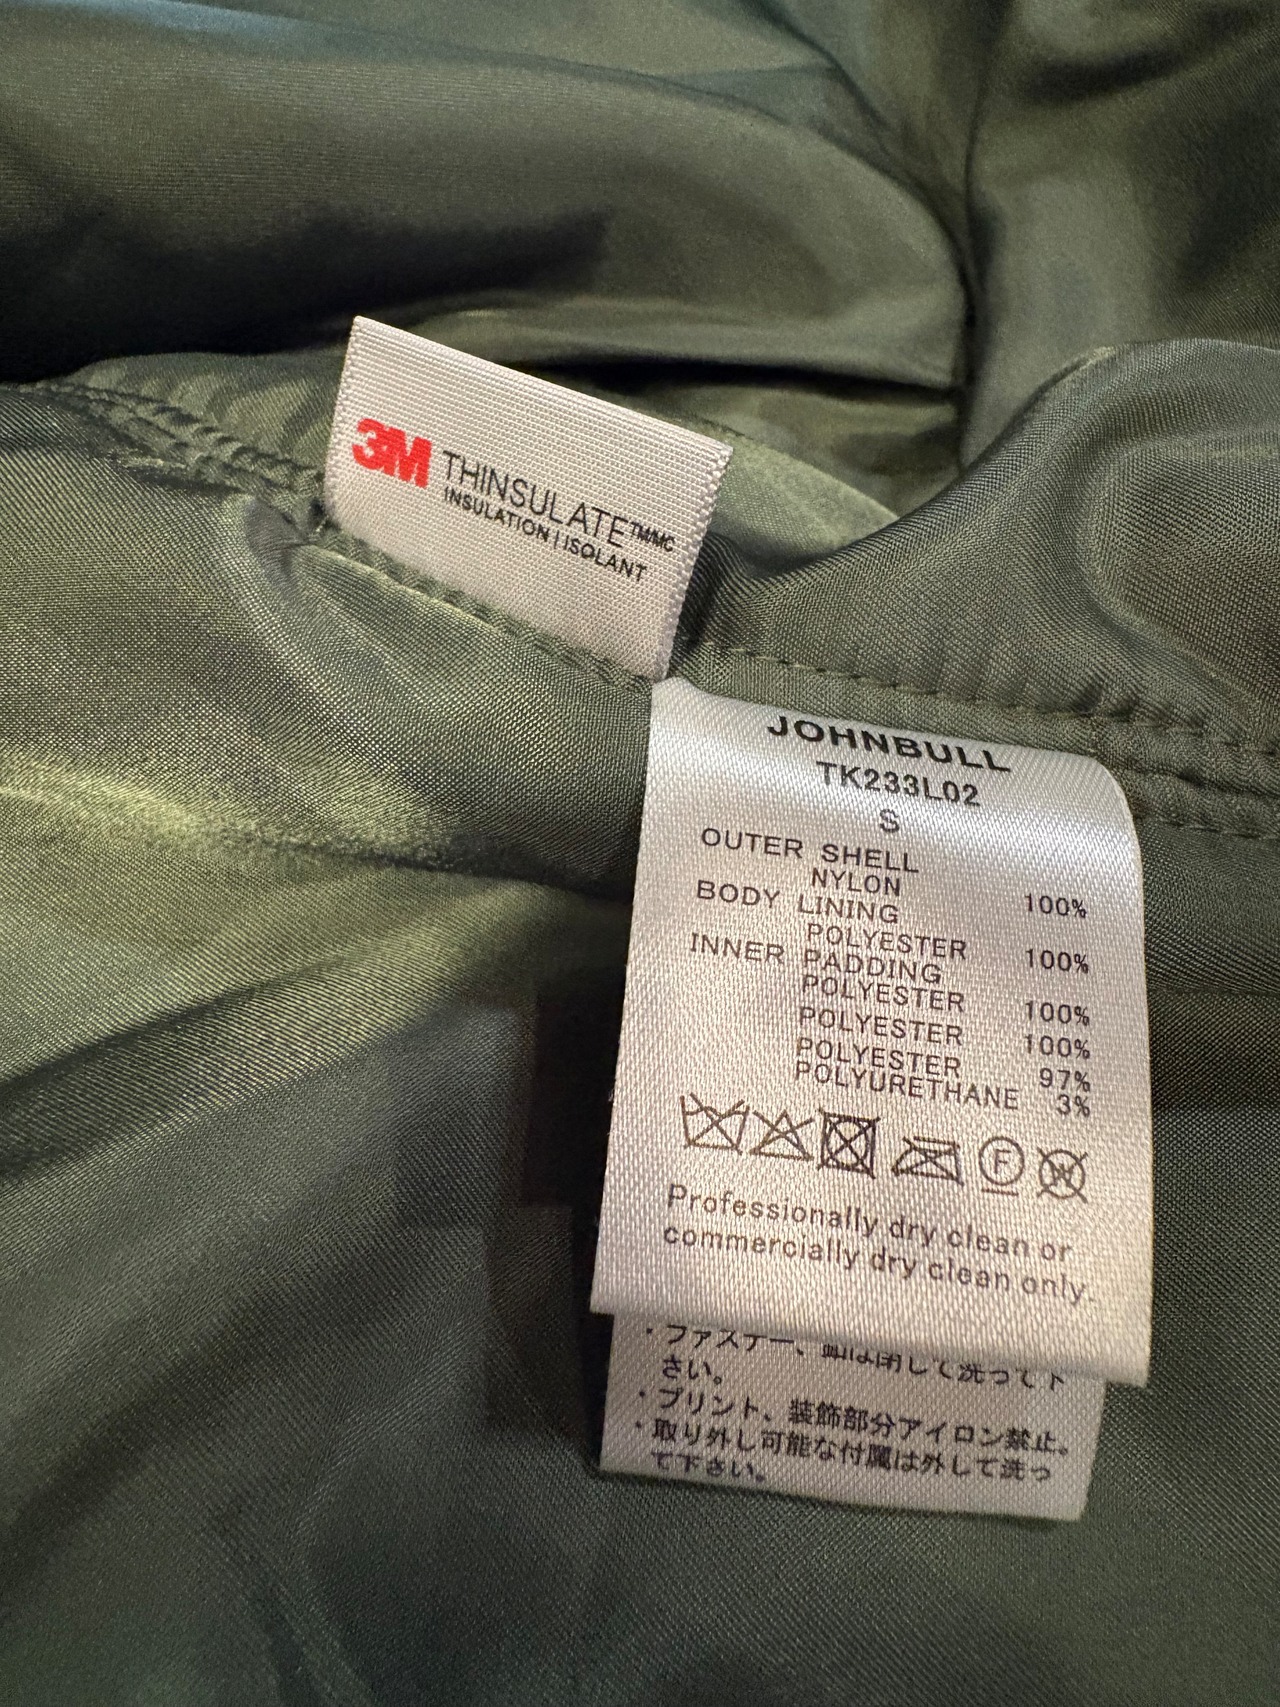 3M THINSULATE™/MC
INSULATION | ISOLANT
JOHNBULL
TK233L02
S
OUTER SHELL
NYLON 100%
BODY LINING
POLYESTER 100%
INNER PADDING
POLYESTER 100%
POLYESTER 100%
POLYESTER 97%
POLYURETHANE 3%
F W
Professionally dry clean or
commercially dry clean only.
・ファスナー、釦は閉じて洗って下
さい。
・プリント、装飾部分アイロン禁止。
・取り外し可能な付属は外して洗っ
て下さい。